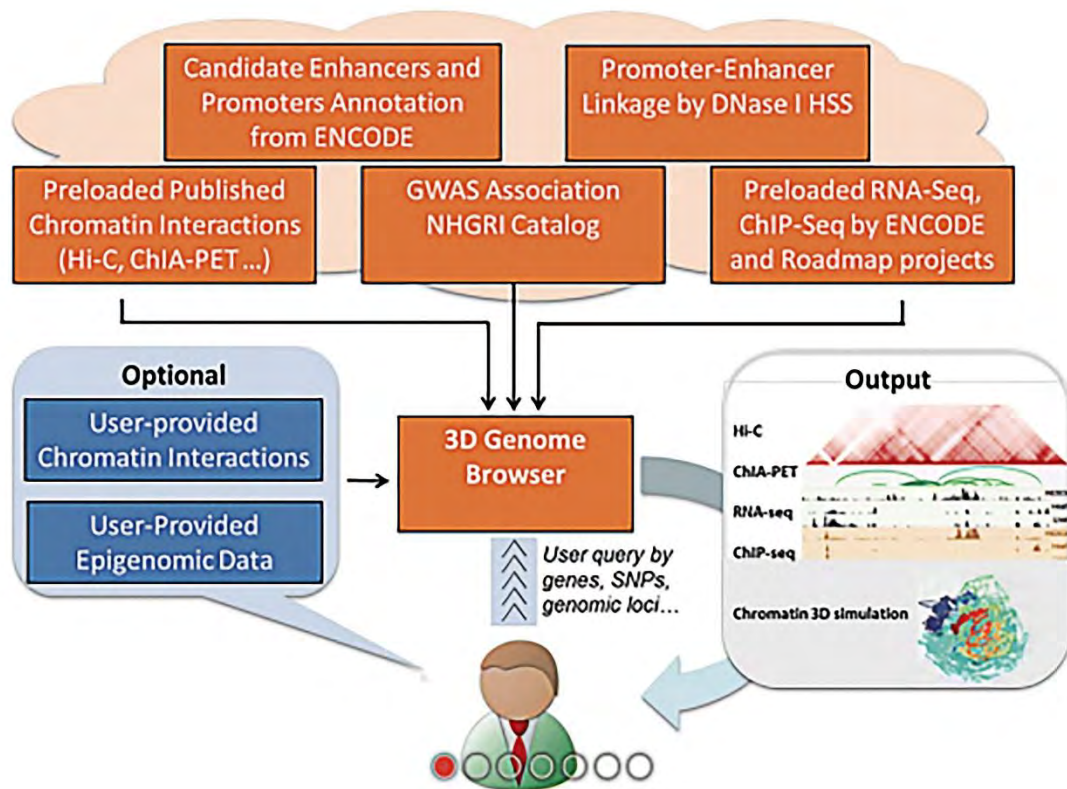 Candidate Enhancers and
Promoters Annotation
from ENCODE
Promoter-Enhancer
Linkage by DNase I HSS
Preloaded Published
Chromatin Interactions
(Hi-C, ChIA-PET ...)
GWAS Association
NHGRI Catalog
Preloaded RNA-Seq,
ChIP-Seq by ENCODE
and Roadmap projects
Optional
User-provided
Chromatin Interactions
User-Provided
Epigenomic Data
3D Genome
Browser
User query by
genes, SNPs,
genomic loci...
Output
Hi-C
ChIA-PET
RNA-seq
ChIP-seq
Chromatin 3D simulation